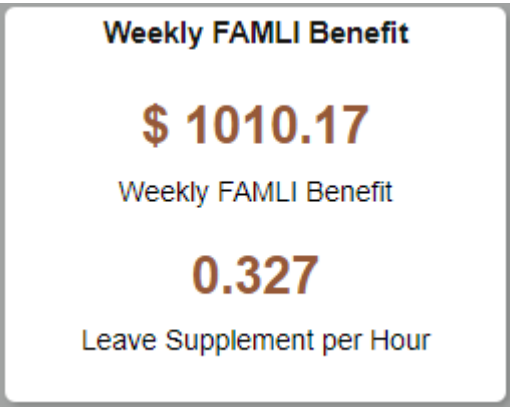 Weekly FAMLI Benefit
$ 1010.17
Weekly FAMLI Benefit
0.327
Leave Supplement per Hour